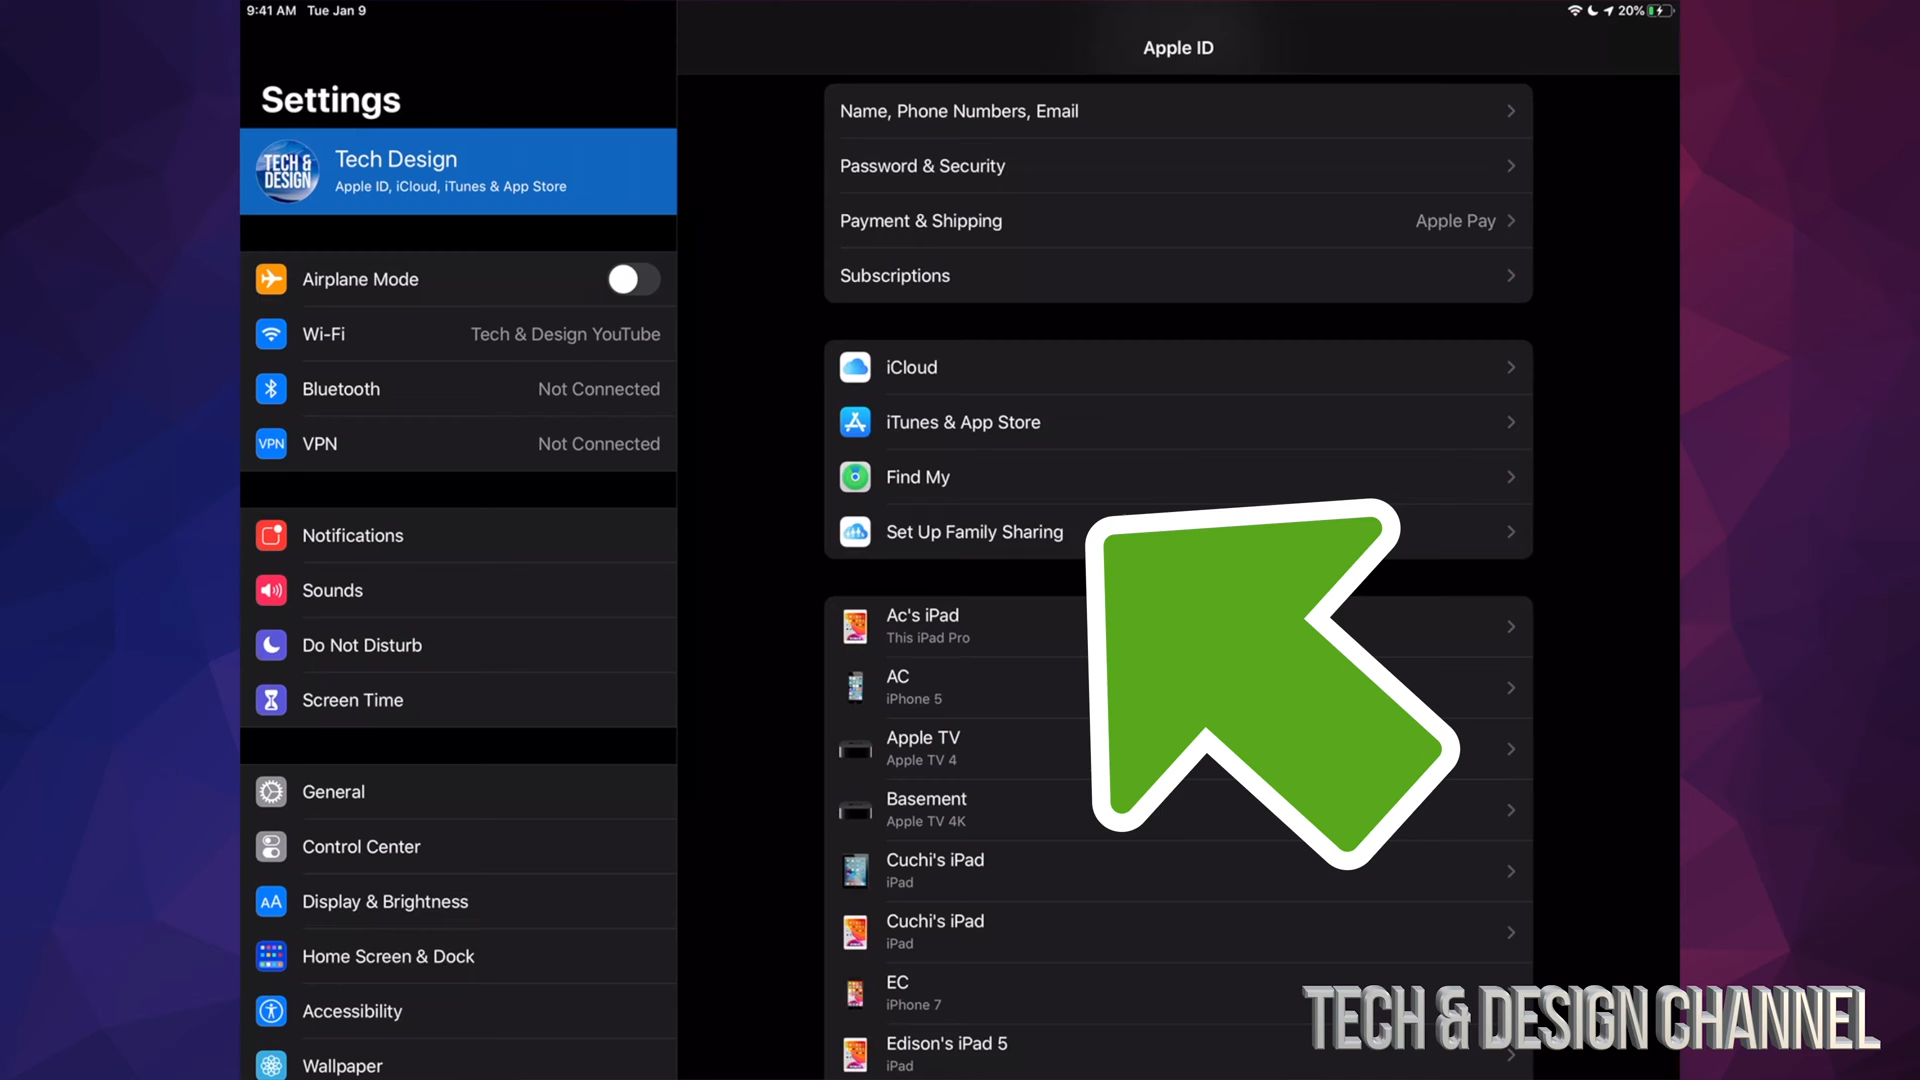 9:41 AM Tue Jan 9
20%
Settings
TECH &
DESIGN
Tech Design
Apple ID, iCloud, iTunes & App Store
Airplane Mode
Wi-Fi Tech & Design YouTube
Bluetooth Not Connected
VPN VPN Not Connected
Notifications
Sounds
Do Not Disturb
Screen Time
General
Control Center
AA Display & Brightness
Home Screen & Dock
Accessibility
Wallpaper
Apple ID
Name, Phone Numbers, Email
Password & Security
Payment & Shipping Apple Pay
Subscriptions
iCloud
iTunes & App Store
Find My
Set Up Family Sharing
Ac's iPad
This iPad Pro
AC
iPhone 5
Apple TV
Apple TV 4
Basement
Apple TV 4K
Cuchi's iPad
iPad
Cuchi's iPad
iPad
EC
iPhone 7
Edison's iPad 5
iPad
TECH & DESIGN CHANNEL